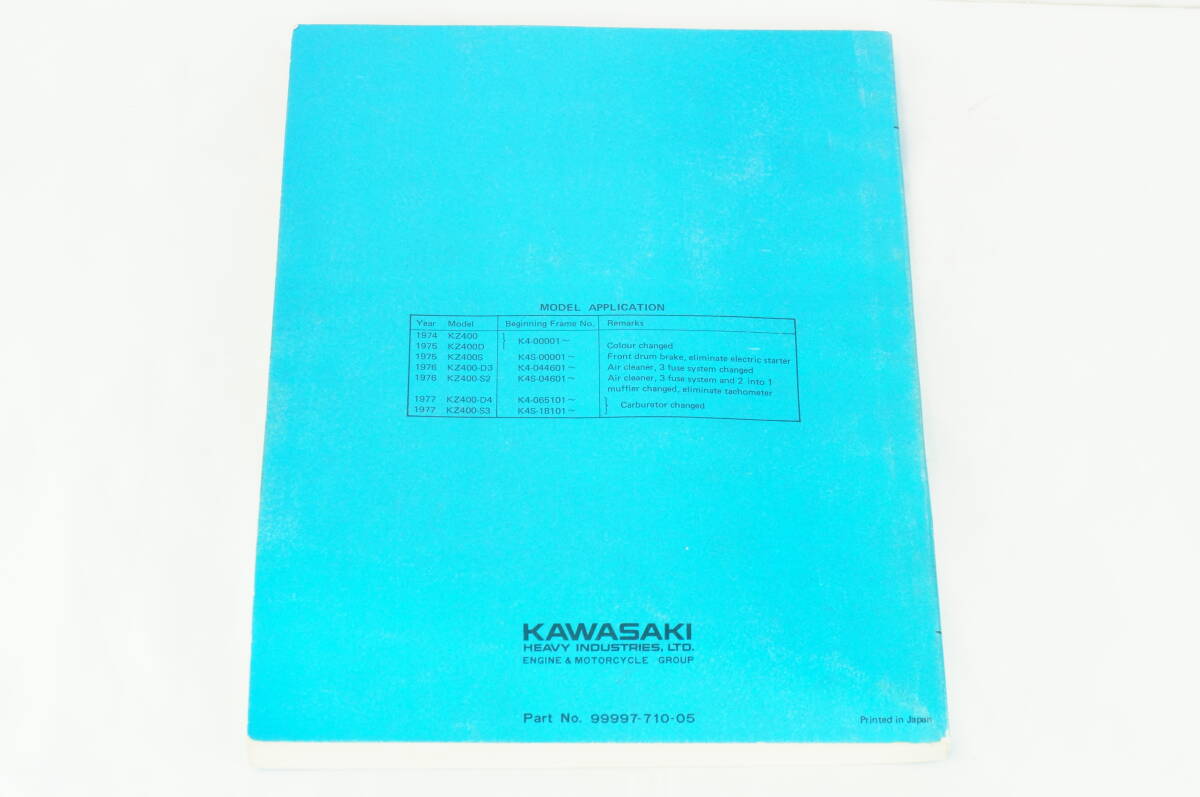 MODEL APPLICATION
Year Model Beginning Frame No. Remarks
1974 KZ400 K4-00001~
1975 KZ400D Colour changed
1975 KZ400S K4S-00001~ Front drum brake, eliminate electric starter
1976 KZ400-D3 K4-044601~ Air cleaner, 3 fuse system changed
1976 KZ400-S2 K4S-04601~ Air cleaner, 3 fuse system and 2 into 1
muffler changed, eliminate tachometer
1977 KZ400-D4 K4-065101~ Carburetor changed
1977 KZ400-S3 K4S-18101~
KAWASAKI
HEAVY INDUSTRIES, LTD.
ENGINE & MOTORCYCLE GROUP
Part No. 99997-710-05
Printed in Japan